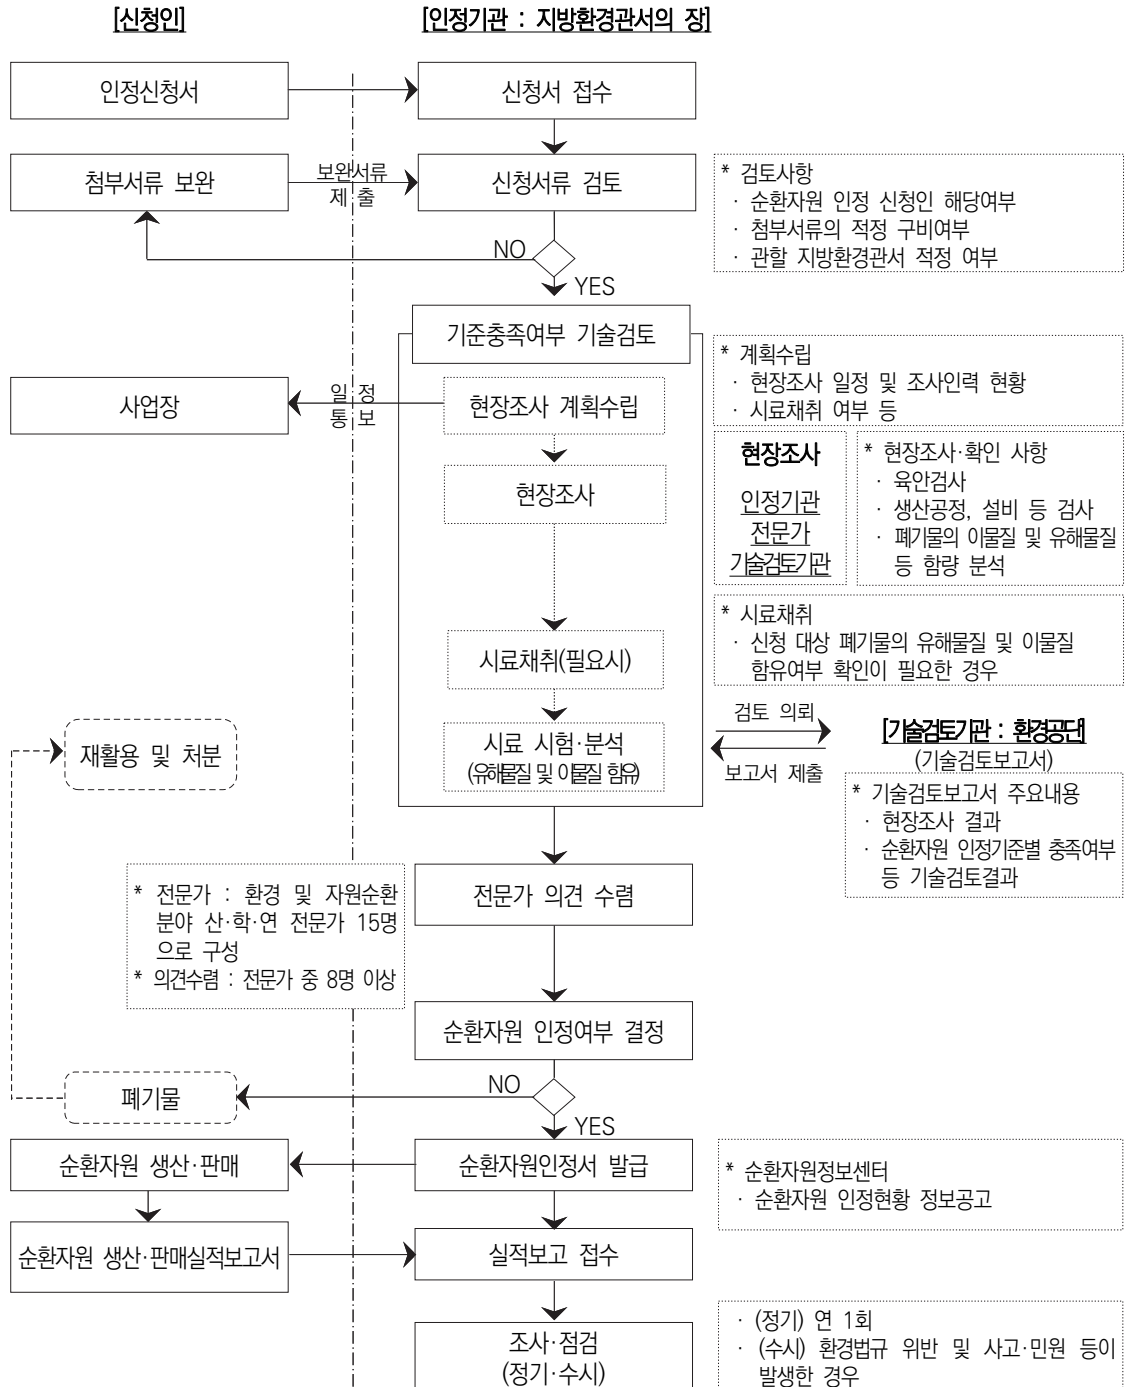 [신청인]
[인정기관 : 지방환경관서의 장]
인정신청서
신청서 접수
첨부서류 보완
보완서류
제 출
신청서류 검토
* 검토사항
· 순환자원 인정 신청인 해당여부
· 첨부서류의 적정 구비여부
· 관할 지방환경관서 적정 여부
NO
YES
기준충족여부 기술검토
* 계획수립
· 현장조사 일정 및 조사인력 현황
· 시료채취 여부 등
사업장
일 정
통 보
현장조사 계획수립
현장조사
현장조사
인정기관
전문가
기술검토기관
* 현장조사·확인 사항
· 육안검사
· 생산공정, 설비 등 검사
· 폐기물의 이물질 및 유해물질
등 함량 분석
* 시료채취
· 신청 대상 폐기물의 유해물질 및 이물질
함유여부 확인이 필요한 경우
시료채취(필요시)
시료 시험·분석
(유해물질 및 이물질 함유)
검토 의뢰
보고서 제출
[기술검토기관 : 환경공단]
(기술검토보고서)
* 기술검토보고서 주요내용
· 현장조사 결과
· 순환자원 인정기준별 충족여부
등 기술검토결과
재활용 및 처분
* 전문가 : 환경 및 자원순환
분야 산·학·연 전문가 15명
으로 구성
* 의견수렴 : 전문가 중 8명 이상
전문가 의견 수렴
순환자원 인정여부 결정
NO
폐기물
YES
순환자원 생산·판매
순환자원인정서 발급
* 순환자원정보센터
· 순환자원 인정현황 정보공고
순환자원 생산·판매실적보고서
실적보고 접수
조사·점검
(정기·수시)
· (정기) 연 1회
· (수시) 환경법규 위반 및 사고·민원 등이
발생한 경우